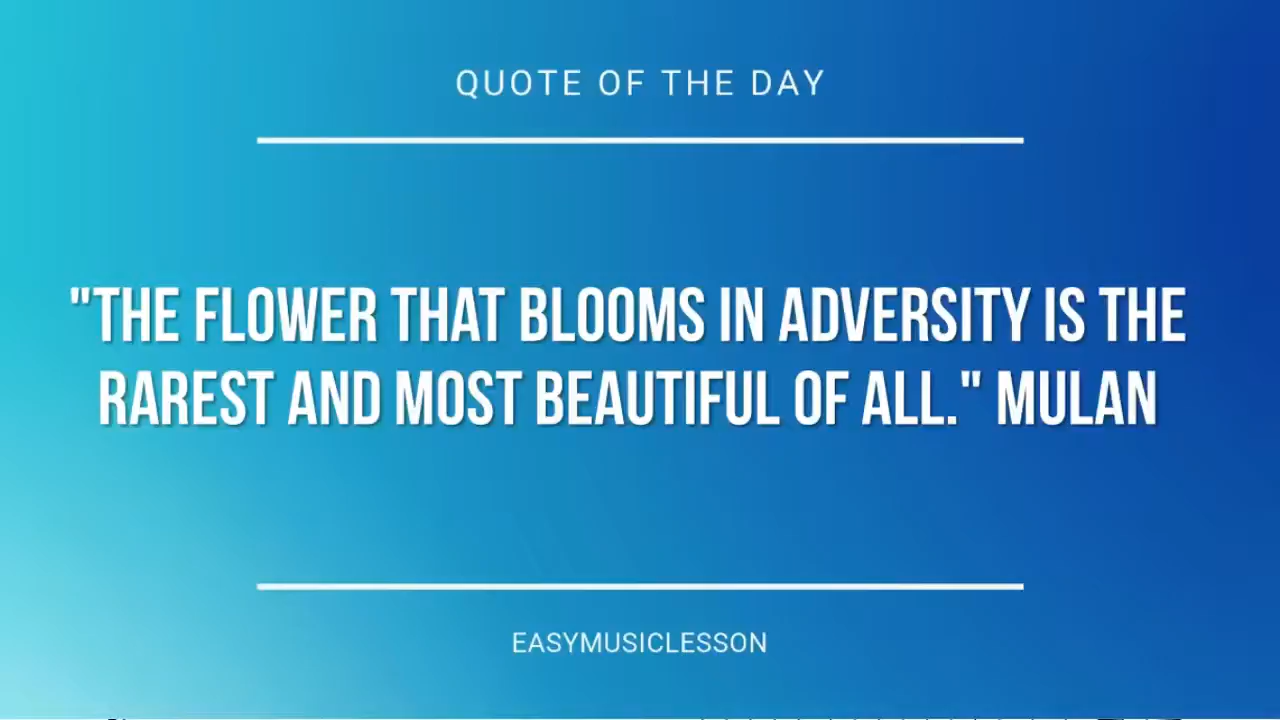 QUOTE OF THE DAY
"THE FLOWER THAT BLOOMS IN ADVERSITY IS THE
RAREST AND MOST BEAUTIFUL OF ALL." MULAN
EASYMUSICLESSON